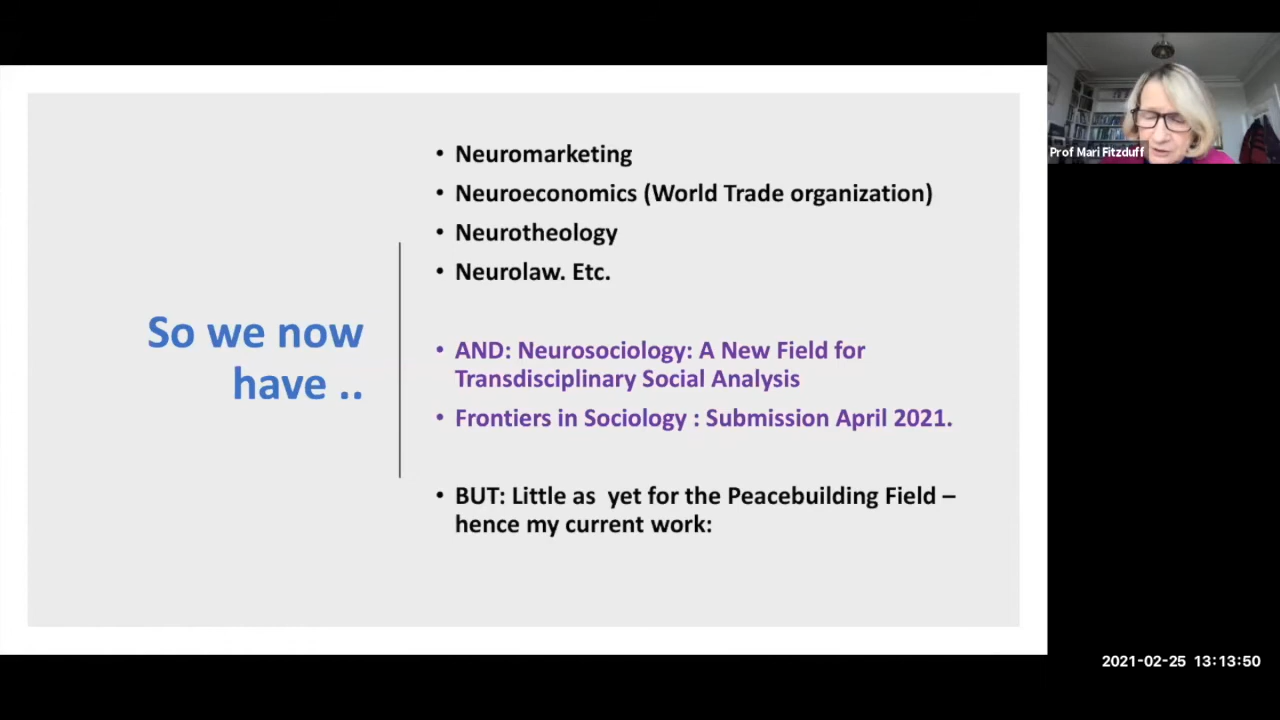 So we now
have ..
• Neuromarketing
• Neuroeconomics (World Trade organization)
• Neurotheology
• Neurolaw. Etc.
• AND: Neurosociology: A New Field for
Transdisciplinary Social Analysis
• Frontiers in Sociology : Submission April 2021.
• BUT: Little as  yet for the Peacebuilding Field –
hence my current work:
Prof Mari Fitzduff
2021-02-25 13:13:50